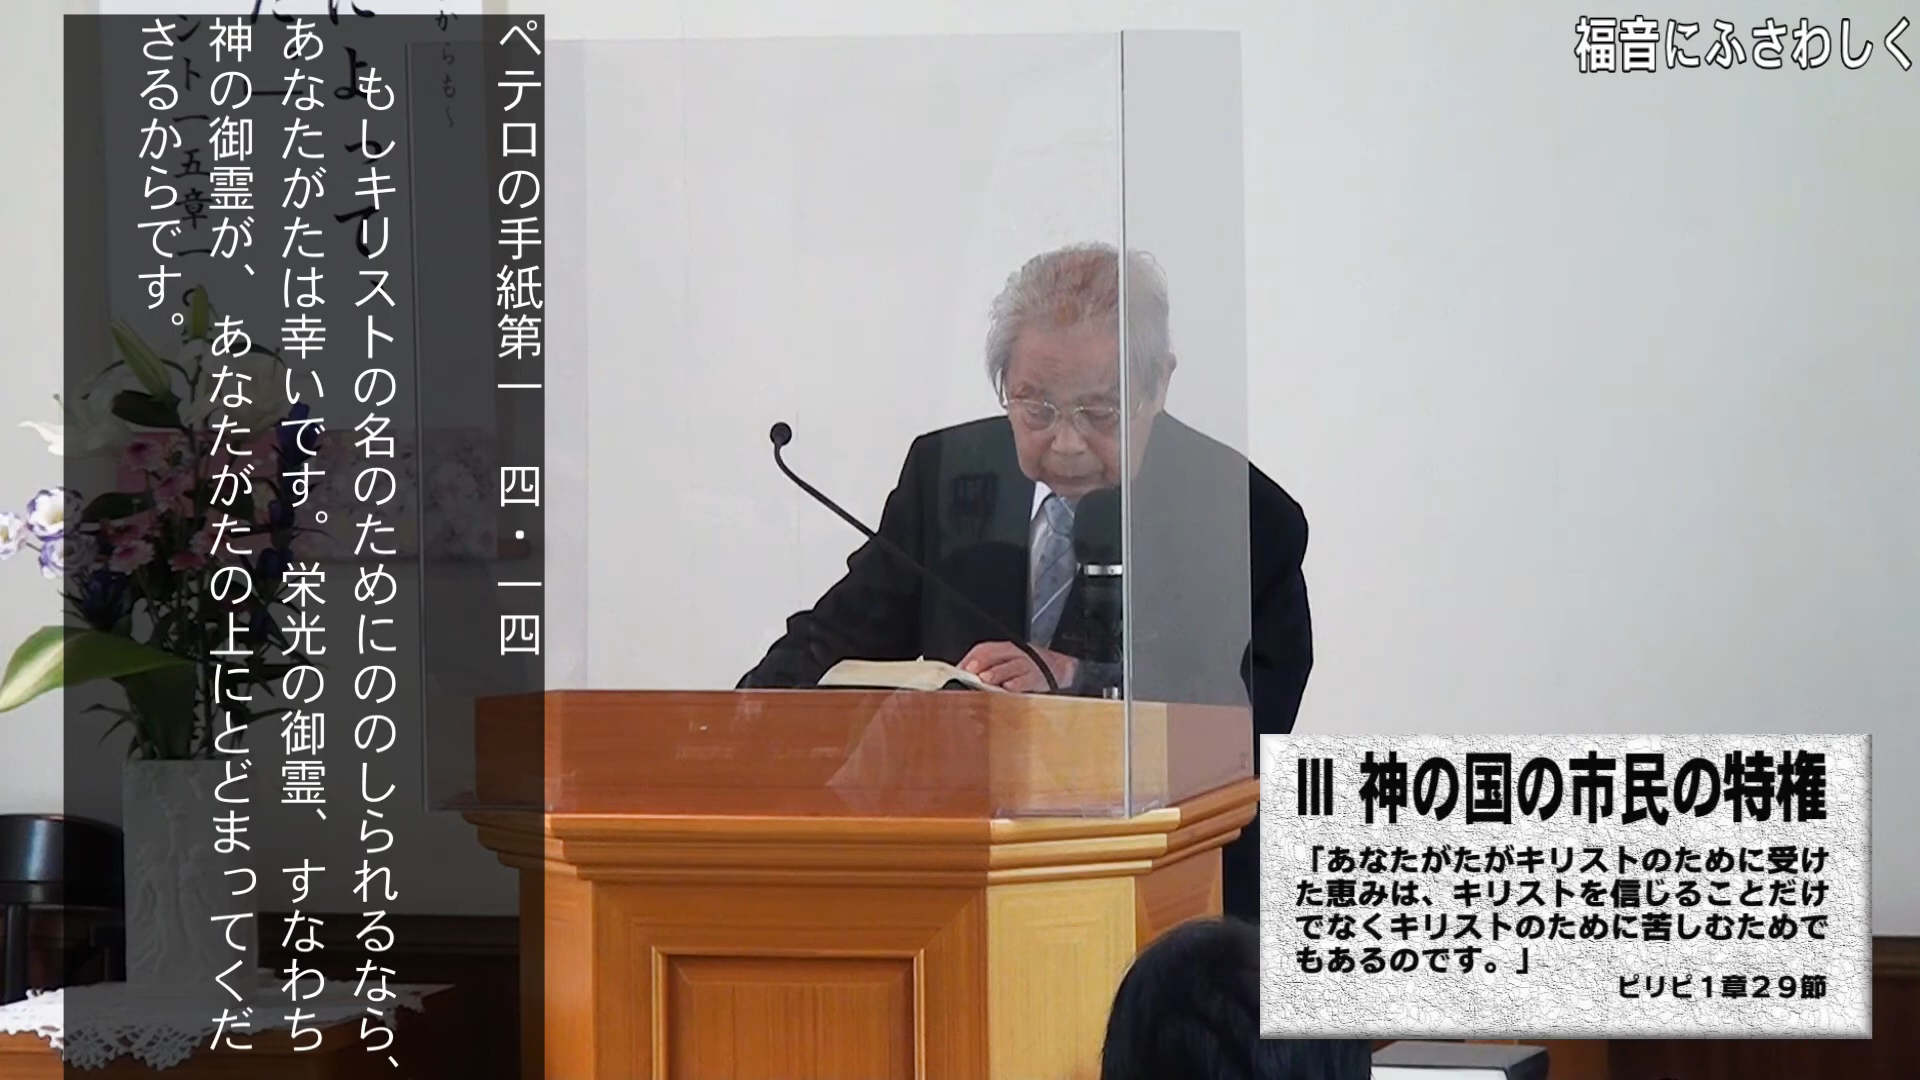 福音にふさわしく
ペテロの手紙第一　四・一四
もしキリストの名のためにののしられるなら、
あなたがたは幸いです。栄光の御霊、すなわち
神の御霊が、あなたがたの上にとどまってくだ
さるからです。
Ⅲ 神の国の市民の特権
「あなたがたがキリストのために受け
た恵みは、キリストを信じることだけ
でなくキリストのために苦しむためで
もあるのです。」
ピリピ１章２９節
からも～
によって、